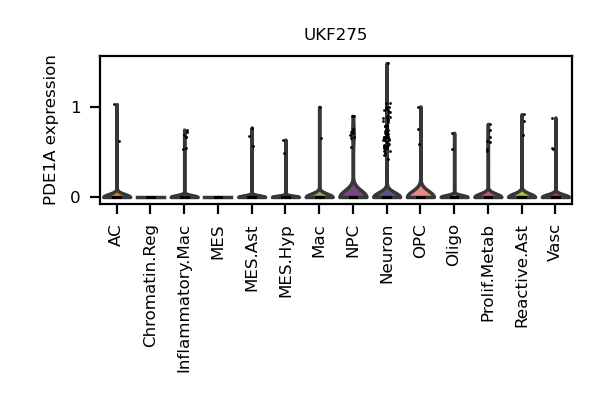 UKF275
PDE1A expression
1
0
AC
Chromatin.Reg
Inflammatory.Mac
MES
MES.Ast
MES.Hyp
Mac
NPC
Neuron
OPC
Oligo
Prolif.Metab
Reactive.Ast
Vasc